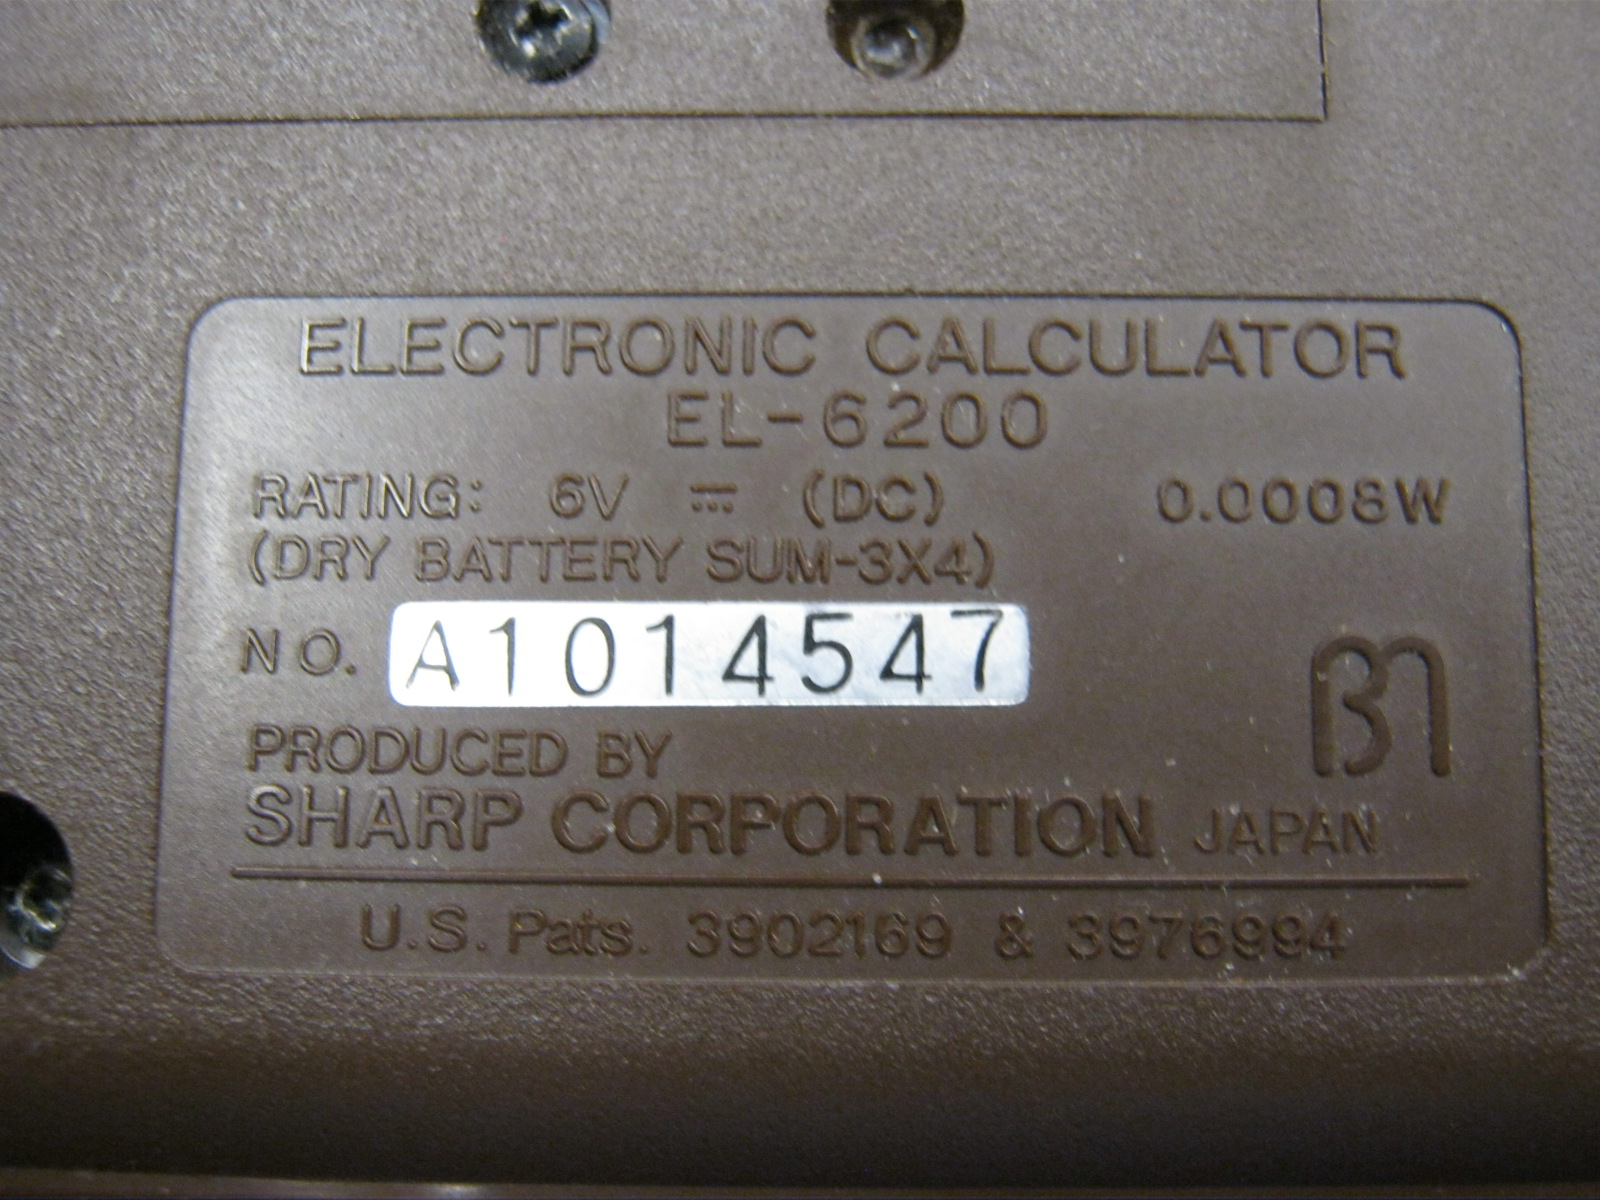 ELECTRONIC CALCULATOR
EL-6200
RATING: 6V ⎓ (DC) 0.0008W
(DRY BATTERY SUM-3X4)
NO. A1014547
PRODUCED BY
SHARP CORPORATION JAPAN
U.S. Pats. 3902169 & 3976994